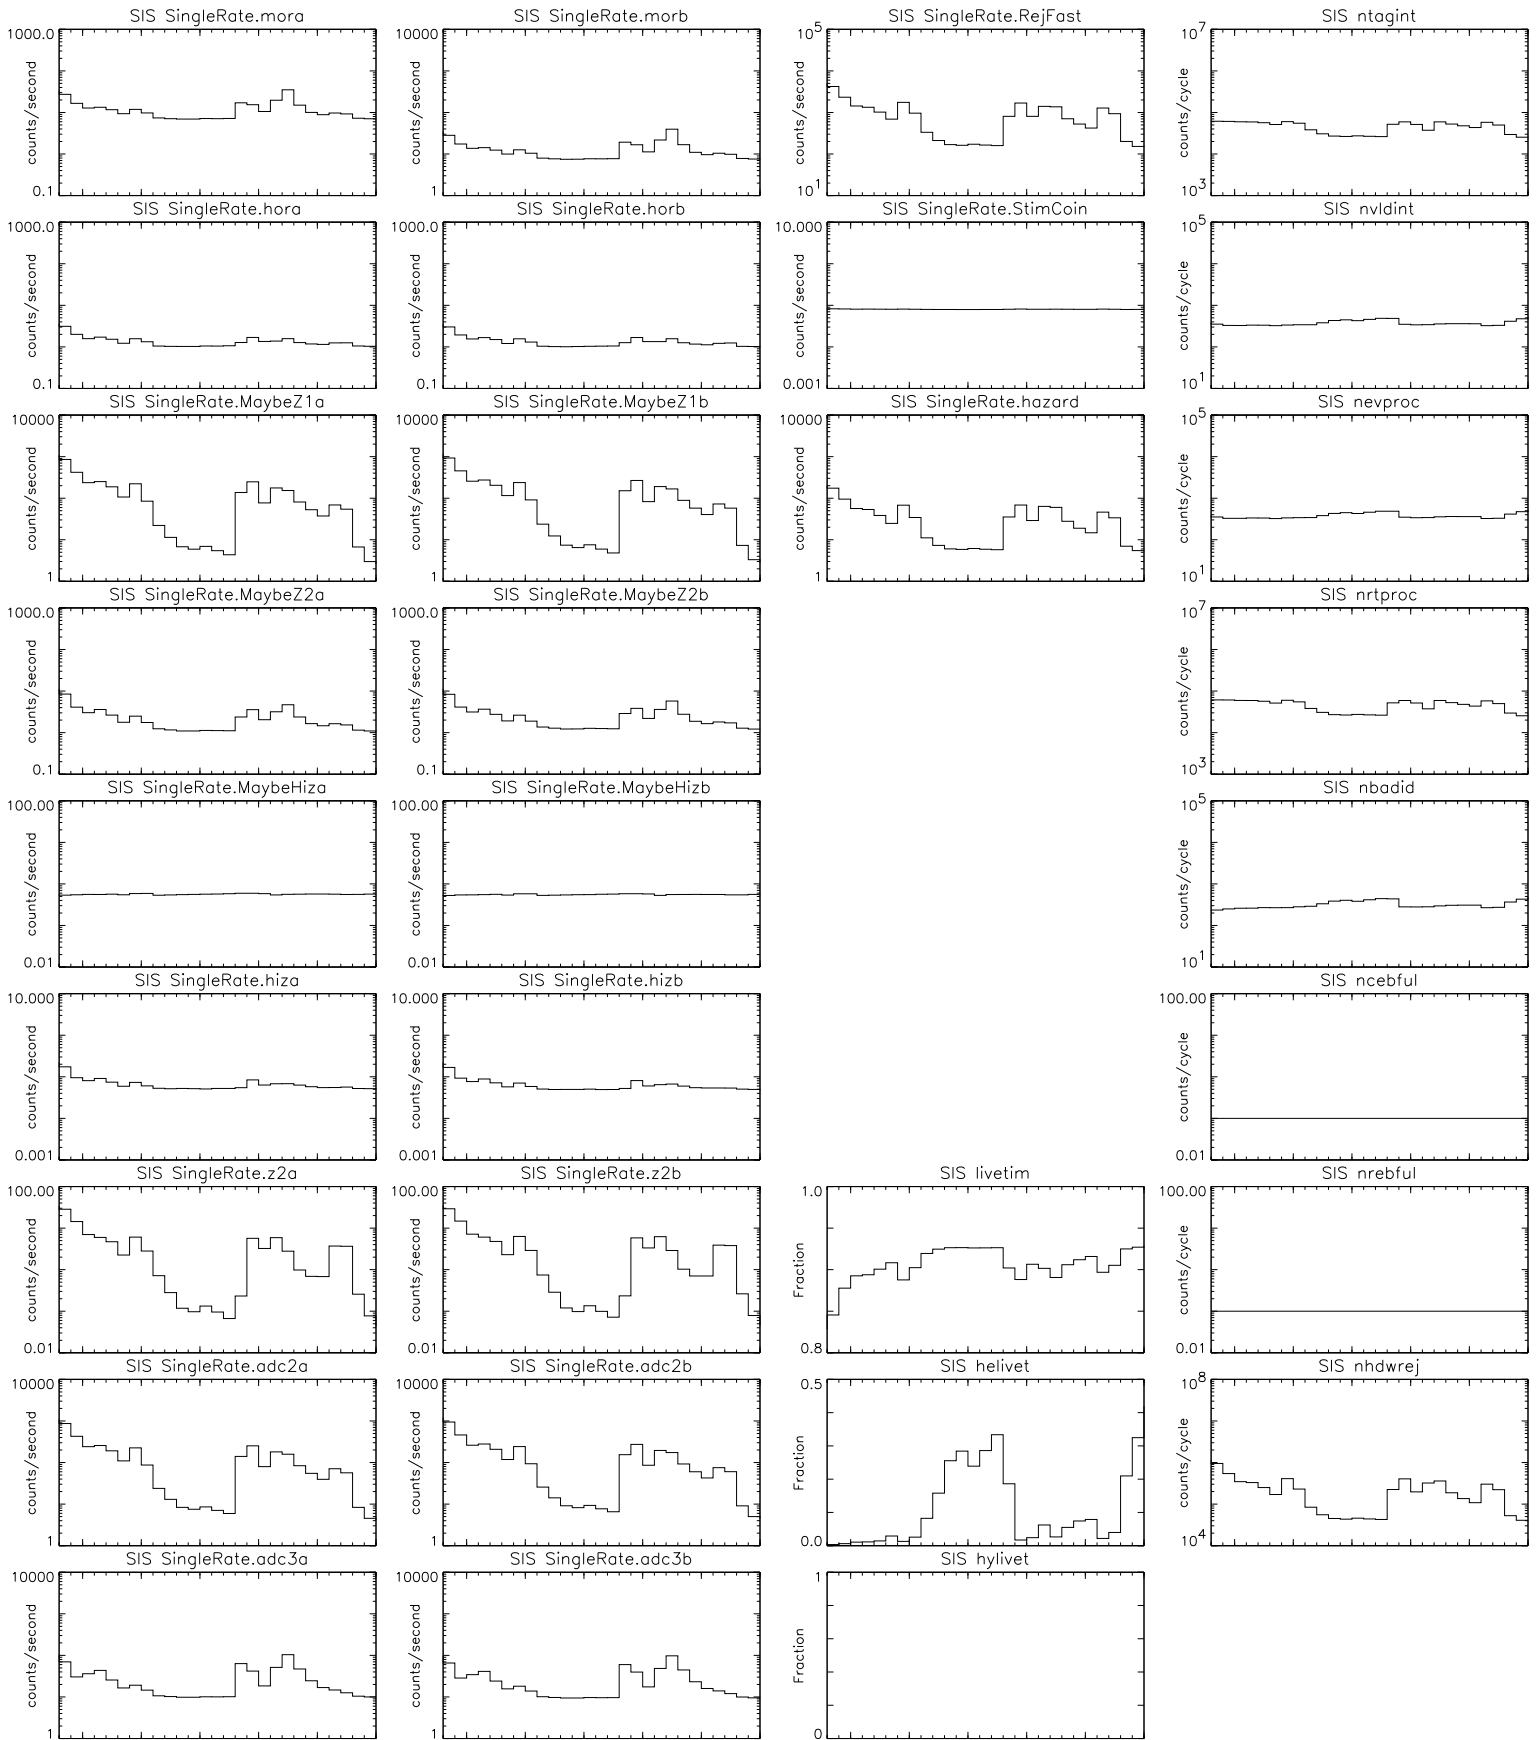 SIS SingleRate.mora
1000.0
counts/second
0.1
SIS SingleRate.morb
10000
counts/second
1
SIS SingleRate.RejFast
10^5
counts/second
10^1
SIS ntagint
10^7
counts/cycle
10^3
SIS SingleRate.hora
1000.0
counts/second
0.1
SIS SingleRate.horb
1000.0
counts/second
0.1
SIS SingleRate.StimCoin
10.000
counts/second
0.001
SIS nvldint
10^5
counts/cycle
10^1
SIS SingleRate.MaybeZ1a
10000
counts/second
1
SIS SingleRate.MaybeZ1b
10000
counts/second
1
SIS SingleRate.hazard
10000
counts/second
1
SIS nevproc
10^5
counts/cycle
10^1
SIS SingleRate.MaybeZ2a
1000.0
counts/second
0.1
SIS SingleRate.MaybeZ2b
1000.0
counts/second
0.1
SIS nrtproc
10^7
counts/cycle
10^3
SIS SingleRate.MaybeHiza
100.00
counts/second
0.01
SIS SingleRate.MaybeHizb
100.00
counts/second
0.01
SIS nbadid
10^5
counts/cycle
10^1
SIS SingleRate.hiza
10.000
counts/second
0.001
SIS SingleRate.hizb
10.000
counts/second
0.001
SIS ncebful
100.00
counts/cycle
0.01
SIS SingleRate.z2a
100.00
counts/second
0.01
SIS SingleRate.z2b
100.00
counts/second
0.01
SIS livetim
1.0
Fraction
0.8
SIS nrebful
100.00
counts/cycle
0.01
SIS SingleRate.adc2a
10000
counts/second
1
SIS SingleRate.adc2b
10000
counts/second
1
SIS helivet
0.5
Fraction
0.0
SIS nhdwrej
10^8
counts/cycle
10^4
SIS SingleRate.adc3a
10000
counts/second
1
SIS SingleRate.adc3b
10000
counts/second
1
SIS hylivet
1
Fraction
0